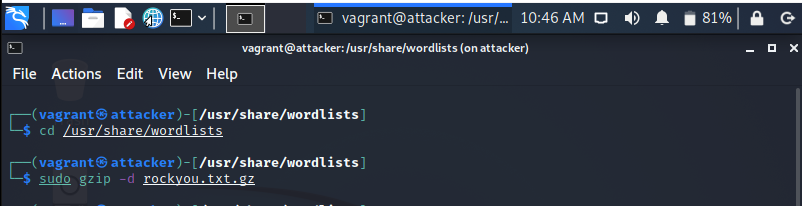 vagrant@attacker: /usr/... 10:46 AM 81%
vagrant@attacker: /usr/share/wordlists (on attacker)
File Actions Edit View Help
┌──(vagrant㉿attacker)-[/usr/share/wordlists]
└─$ cd /usr/share/wordlists
┌──(vagrant㉿attacker)-[/usr/share/wordlists]
└─$ sudo gzip -d rockyou.txt.gz